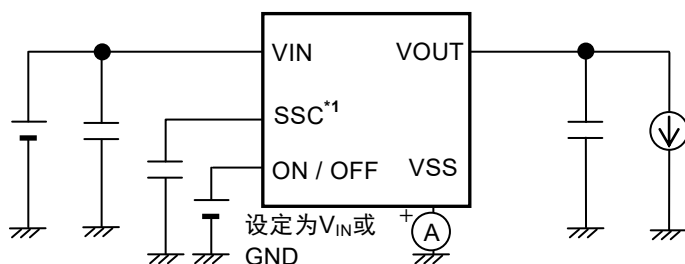 VIN VOUT
SSC*1
ON / OFF
VSS
设定为VIN或
GND
+
A